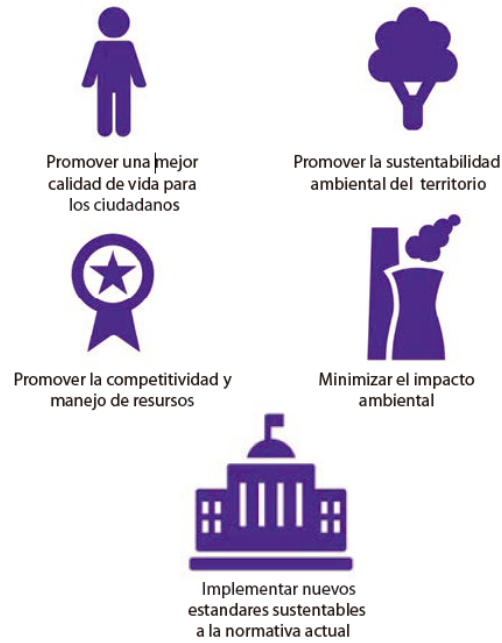 Promover una mejor
calidad de vida para
los ciudadanos
Promover la sustentabilidad
ambiental del territorio
Promover la competitividad y
manejo de resursos
Minimizar el impacto
ambiental
Implementar nuevos
estandares sustentables
a la normativa actual